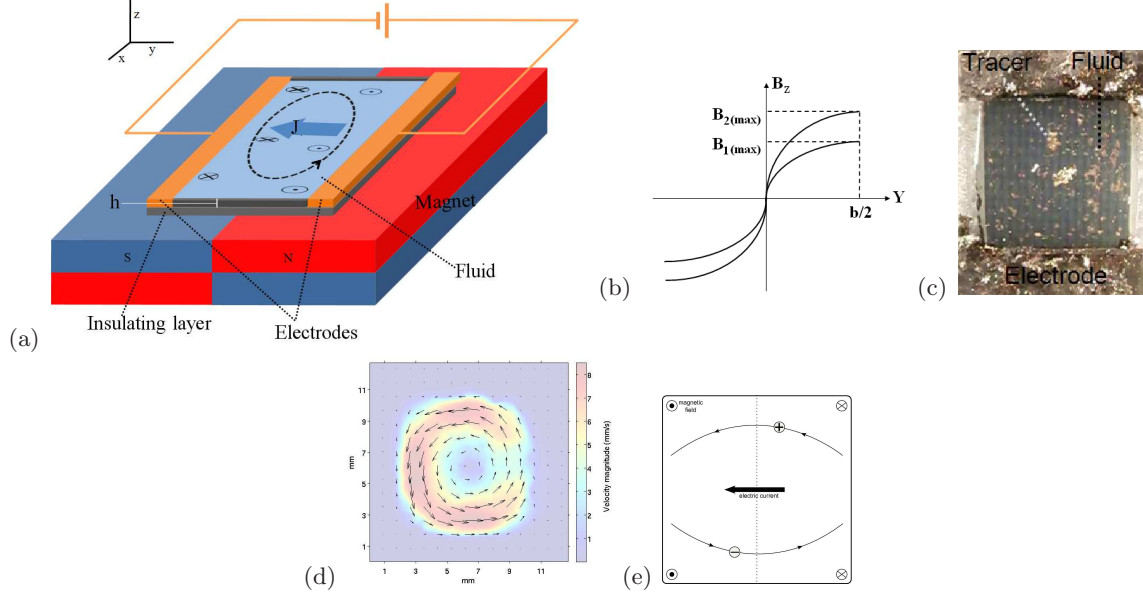 z
x
y
J
h
Magnet
S
N
Fluid
Insulating layer
Electrodes
(a)
B_Z
B_2(max)
B_1(max)
Y
b/2
(b)
Tracer
Fluid
Electrode
(c)
mm
11
9
7
5
3
1
1
3
5
7
9
11
mm
8
7
6
5
4
3
2
1
Velocity magnitude (mm/s)
(d)
magnetic
field
electric current
(e)